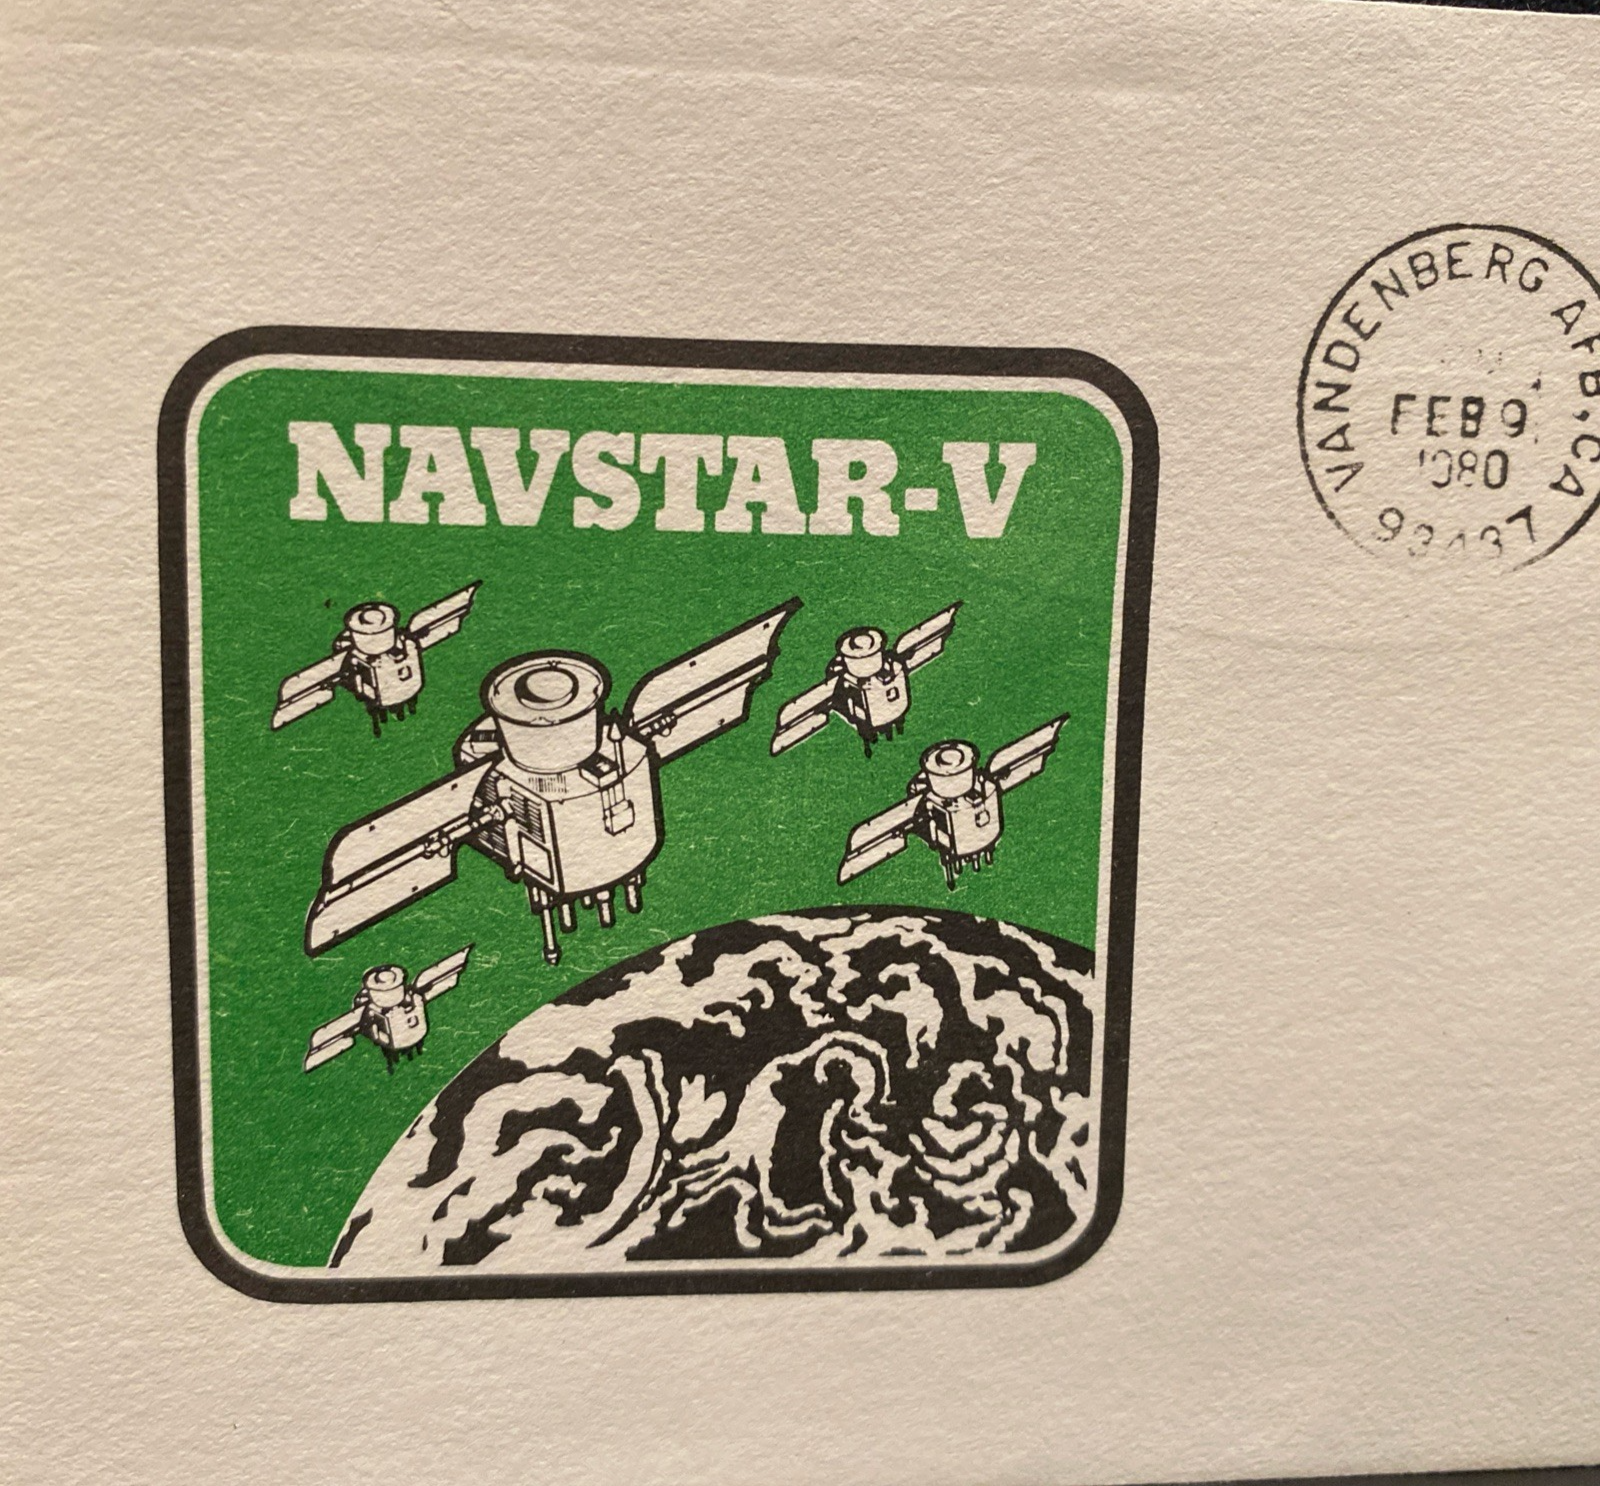 NAVSTAR-V
VANDENBERG AFB, CA
FEB 9
1980
93437